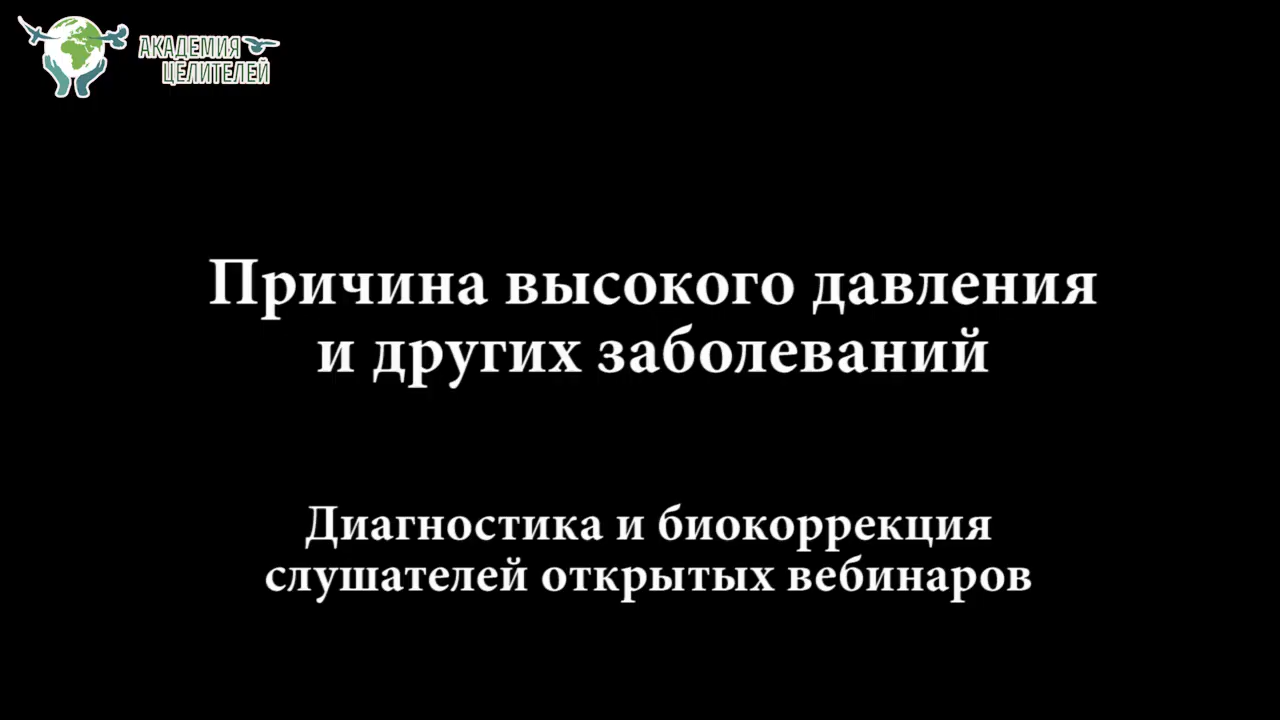 АКАДЕМИЯ
ЦЕЛИТЕЛЕЙ
Причина высокого давления
и других заболеваний
Диагностика и биокоррекция
слушателей открытых вебинаров